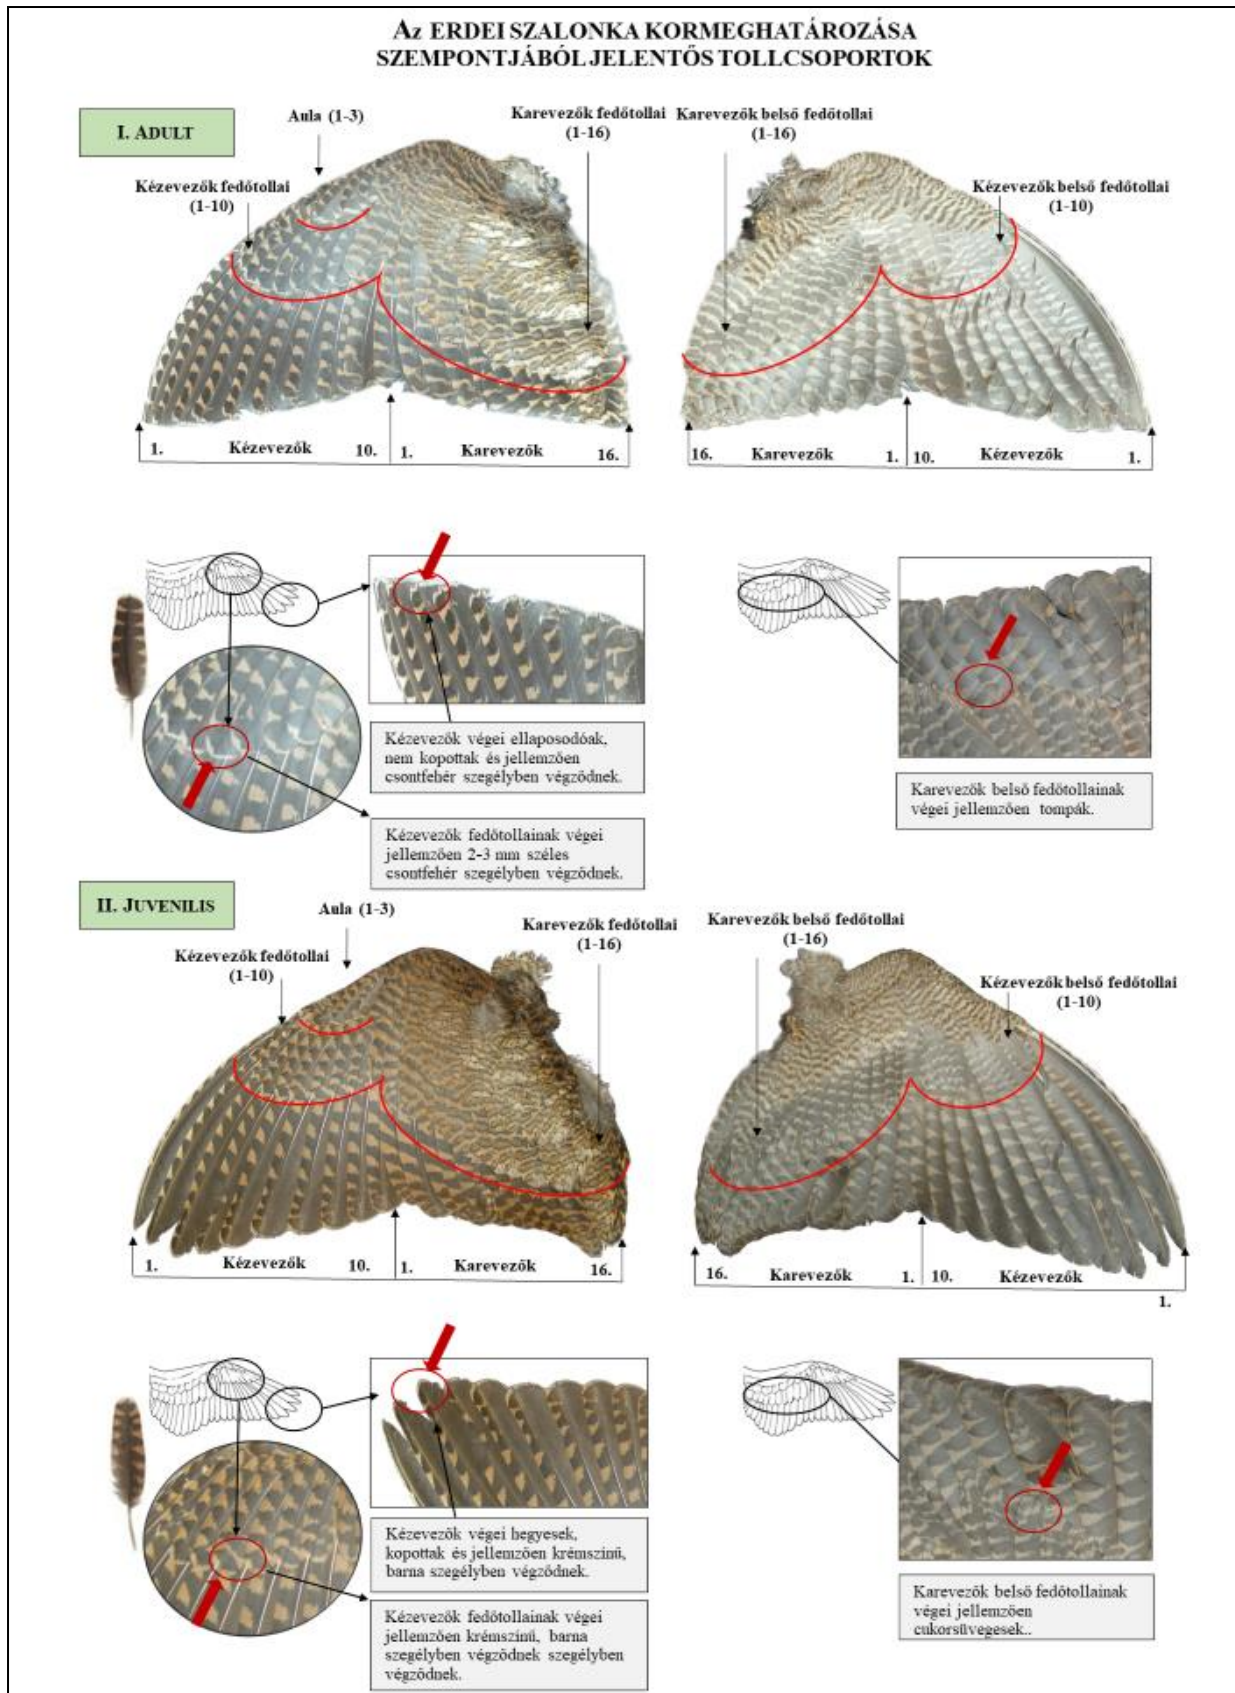 AZ ERDEI SZALONKA KORMEGHATÁROZÁSA
SZEMPONTJÁBÓL JELENTŐS TOLLCSOPORTOK
I. ADULT
Aula (1-3)
Kézevezők fedőtollai
(1-10)
Karevezők fedőtollai
(1-16)
Karevezők belső fedőtollai
(1-16)
Kézevezők belső fedőtollai
(1-10)
1. Kézevezők 10. 1. Karevezők 16.
16. Karevezők 1. 10. Kézevezők 1.
Kézevezők végei ellaposodóak,
nem kopottak és jellemzően
csontfehér szegélyben végződnek.
Kézevezők fedőtollainak végei
jellemzően 2-3 mm széles
csontfehér szegélyben végződnek.
Karevezők belső fedőtollainak
végei jellemzően tompák.
II. JUVENILIS
Aula (1-3)
Kézevezők fedőtollai
(1-10)
Karevezők fedőtollai
(1-16)
Karevezők belső fedőtollai
(1-16)
Kézevezők belső fedőtollai
(1-10)
1. Kézevezők 10. 1. Karevezők 16.
16. Karevezők 1. 10. Kézevezők
1.
Kézevezők végei hegyesek,
kopottak és jellemzően krémszínű,
barna szegélyben végződnek.
Kézevezők fedőtollainak végei
jellemzően krémszínű, barna
szegélyben végződnek szegélyben
végződnek.
Karevezők belső fedőtollainak
végei jellemzően
cukorsüvegesek..